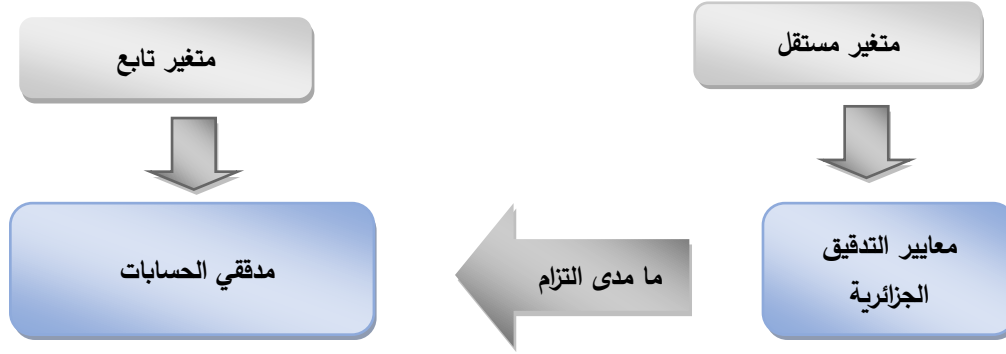 متغير مستقل
متغير تابع
معايير التدقيق
الجزائرية
ما مدى التزام
مدققي الحسابات